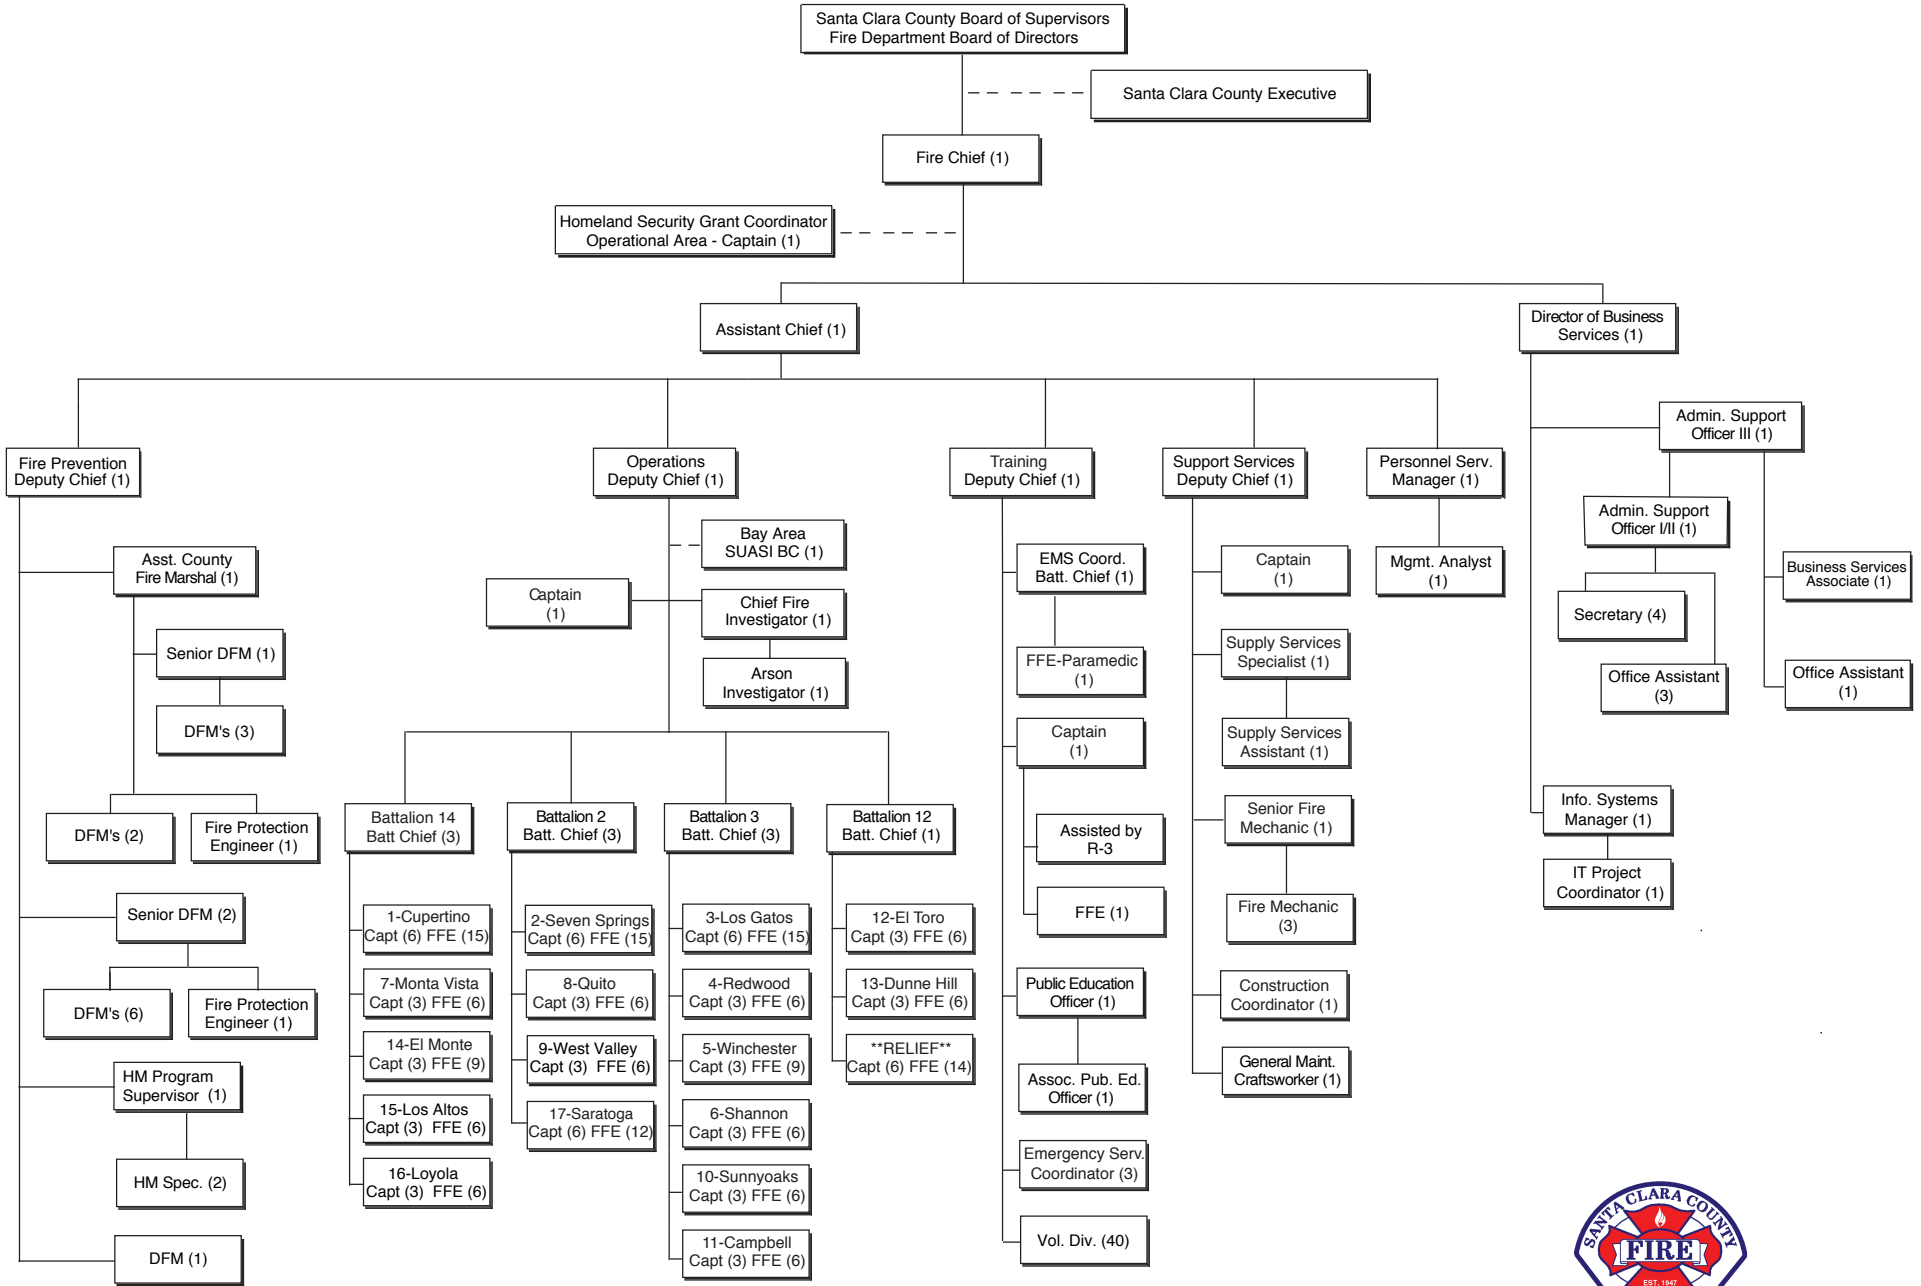 Santa Clara County Board of Supervisors
Fire Department Board of Directors
Santa Clara County Executive
Fire Chief (1)
Homeland Security Grant Coordinator
Operational Area - Captain (1)
Assistant Chief (1)
Director of Business
Services (1)
Fire Prevention
Deputy Chief (1)
Asst. County
Fire Marshal (1)
Senior DFM (1)
DFM's (3)
DFM's (2)
Fire Protection
Engineer (1)
Senior DFM (2)
DFM's (6)
Fire Protection
Engineer (1)
HM Program
Supervisor (1)
HM Spec. (2)
DFM (1)
Operations
Deputy Chief (1)
Bay Area
SUASI BC (1)
Captain
(1)
Chief Fire
Investigator (1)
Arson
Investigator (1)
Battalion 14
Batt Chief (3)
1-Cupertino
Capt (6) FFE (15)
7-Monta Vista
Capt (3) FFE (6)
14-El Monte
Capt (3) FFE (9)
15-Los Altos
Capt (3) FFE (6)
16-Loyola
Capt (3) FFE (6)
Battalion 2
Batt. Chief (3)
2-Seven Springs
Capt (6) FFE (15)
8-Quito
Capt (3) FFE (6)
9-West Valley
Capt (3) FFE (6)
17-Saratoga
Capt (6) FFE (12)
Battalion 3
Batt. Chief (3)
3-Los Gatos
Capt (6) FFE (15)
4-Redwood
Capt (3) FFE (6)
5-Winchester
Capt (3) FFE (9)
6-Shannon
Capt (3) FFE (6)
10-Sunnyoaks
Capt (3) FFE (6)
11-Campbell
Capt (3) FFE (6)
Battalion 12
Batt. Chief (1)
12-El Toro
Capt (3) FFE (6)
13-Dunne Hill
Capt (3) FFE (6)
**RELIEF**
Capt (6) FFE (14)
Training
Deputy Chief (1)
EMS Coord.
Batt. Chief (1)
FFE-Paramedic
(1)
Captain
(1)
Assisted by
R-3
FFE (1)
Public Education
Officer (1)
Assoc. Pub. Ed.
Officer (1)
Emergency Serv.
Coordinator (3)
Vol. Div. (40)
Support Services
Deputy Chief (1)
Captain
(1)
Supply Services
Specialist (1)
Supply Services
Assistant (1)
Senior Fire
Mechanic (1)
Fire Mechanic
(3)
Construction
Coordinator (1)
General Maint.
Craftsworker (1)
Personnel Serv.
Manager (1)
Mgmt. Analyst
(1)
Admin. Support
Officer III (1)
Admin. Support
Officer I/II (1)
Secretary (4)
Office Assistant
(3)
Business Services
Associate (1)
Office Assistant
(1)
Info. Systems
Manager (1)
IT Project
Coordinator (1)
SANTA CLARA COUNTY
FIRE
EST. 1947